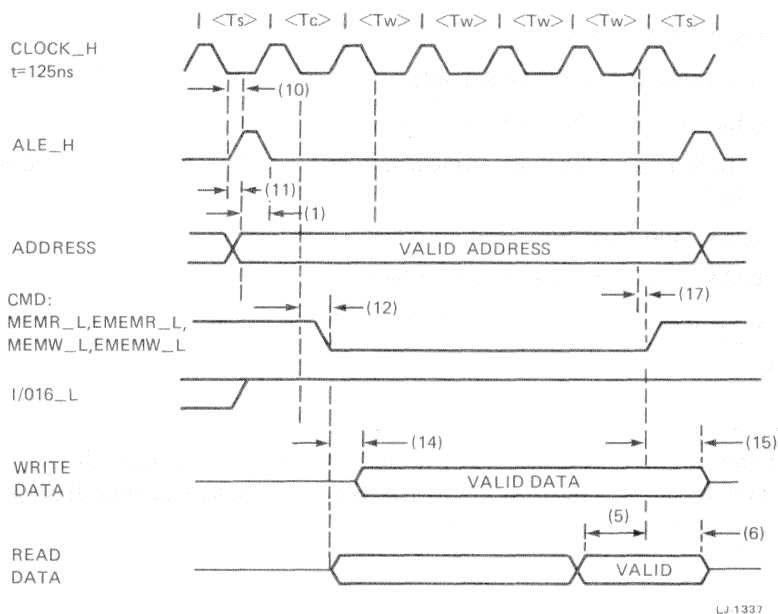 | <Ts> | <Tc> | <Tw> | <Tw> | <Tw> | <Tw> | <Ts> |
CLOCK_H
t=125ns
(10)
ALE_H
(11)
(1)
ADDRESS
VALID ADDRESS
CMD:
MEMR_L,EMEMR_L,
MEMW_L,EMEMW_L
(12)
(17)
I/016_L
(14)
(15)
WRITE
DATA
VALID DATA
(5)
(6)
READ
DATA
VALID
LJ-1337